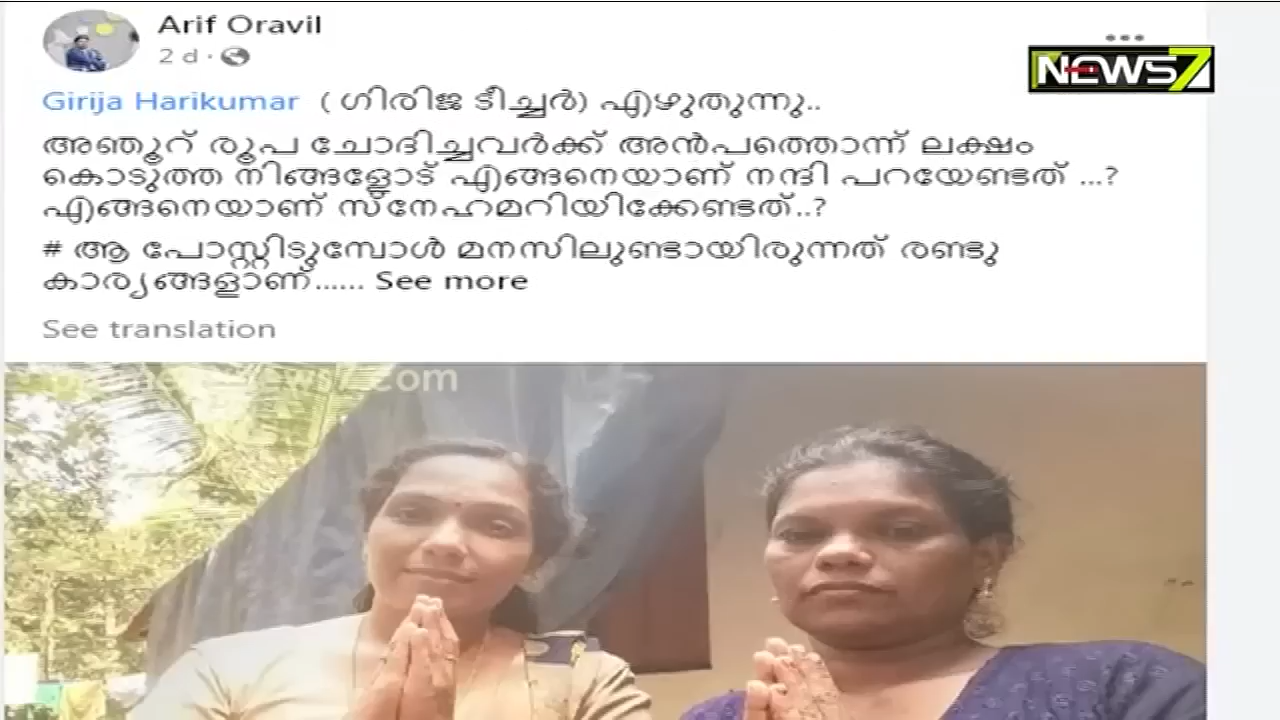 Arif Oravil
2 d
NEWS7
Girija Harikumar ( ഗിരിജ ടീച്ചർ) എഴുതുന്നു..
അഞ്ഞൂറ് രൂപ ചോദിച്ചവർക്ക് അൻപത്തൊന്ന് ലക്ഷം
കൊടുത്ത നിങ്ങളോട് എങ്ങനെയാണ് നന്ദി പറയേണ്ടത് ...?
എങ്ങനെയാണ് സ്നേഹമറിയിക്കേണ്ടത്..?
# ആ പോസ്റ്റിടുമ്പോൾ മനസിലുണ്ടായിരുന്നത് രണ്ടു
കാര്യങ്ങളാണ്...... See more
See translation